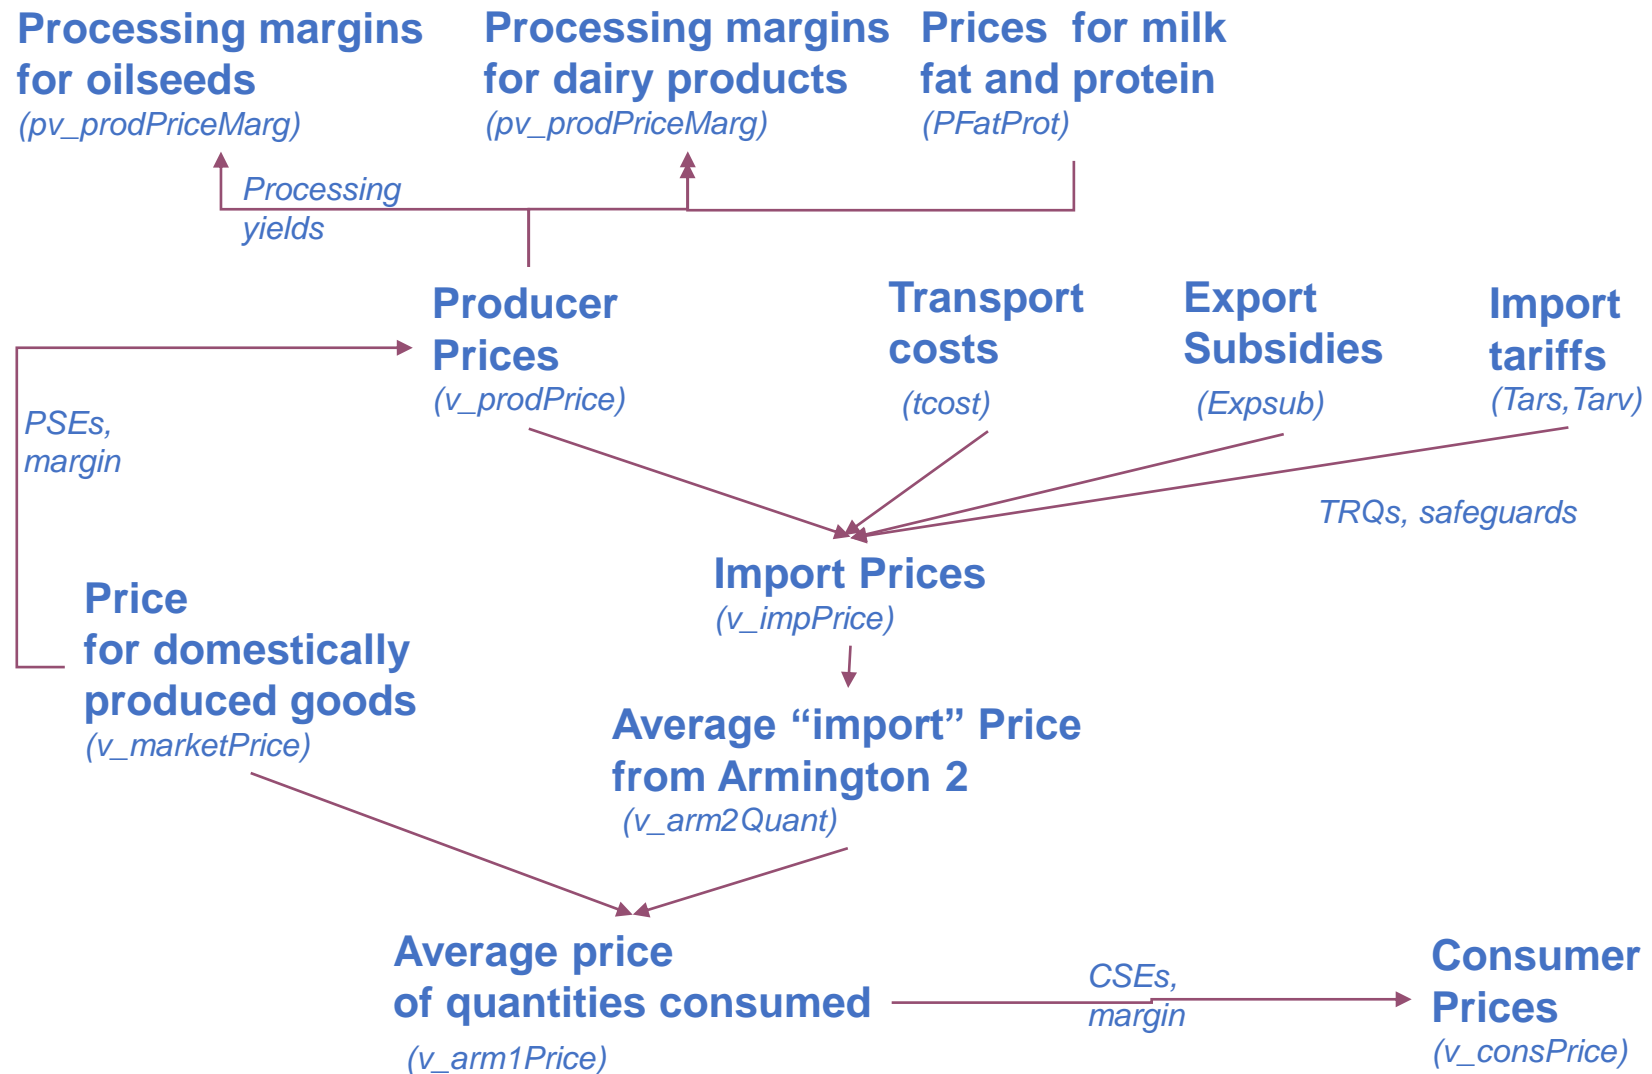 Processing margins
for oilseeds
(pv_prodPriceMarg)
Processing margins
for dairy products
(pv_prodPriceMarg)
Prices for milk
fat and protein
(PFatProt)
Processing
yields
Producer
Prices
(v_prodPrice)
Transport
costs
(tcost)
Export
Subsidies
(Expsub)
Import
tariffs
(Tars,Tarv)
PSEs,
margin
TRQs, safeguards
Import Prices
(v_impPrice)
Price
for domestically
produced goods
(v_marketPrice)
Average “import” Price
from Armington 2
(v_arm2Quant)
Average price
of quantities consumed
(v_arm1Price)
CSEs,
margin
Consumer
Prices
(v_consPrice)